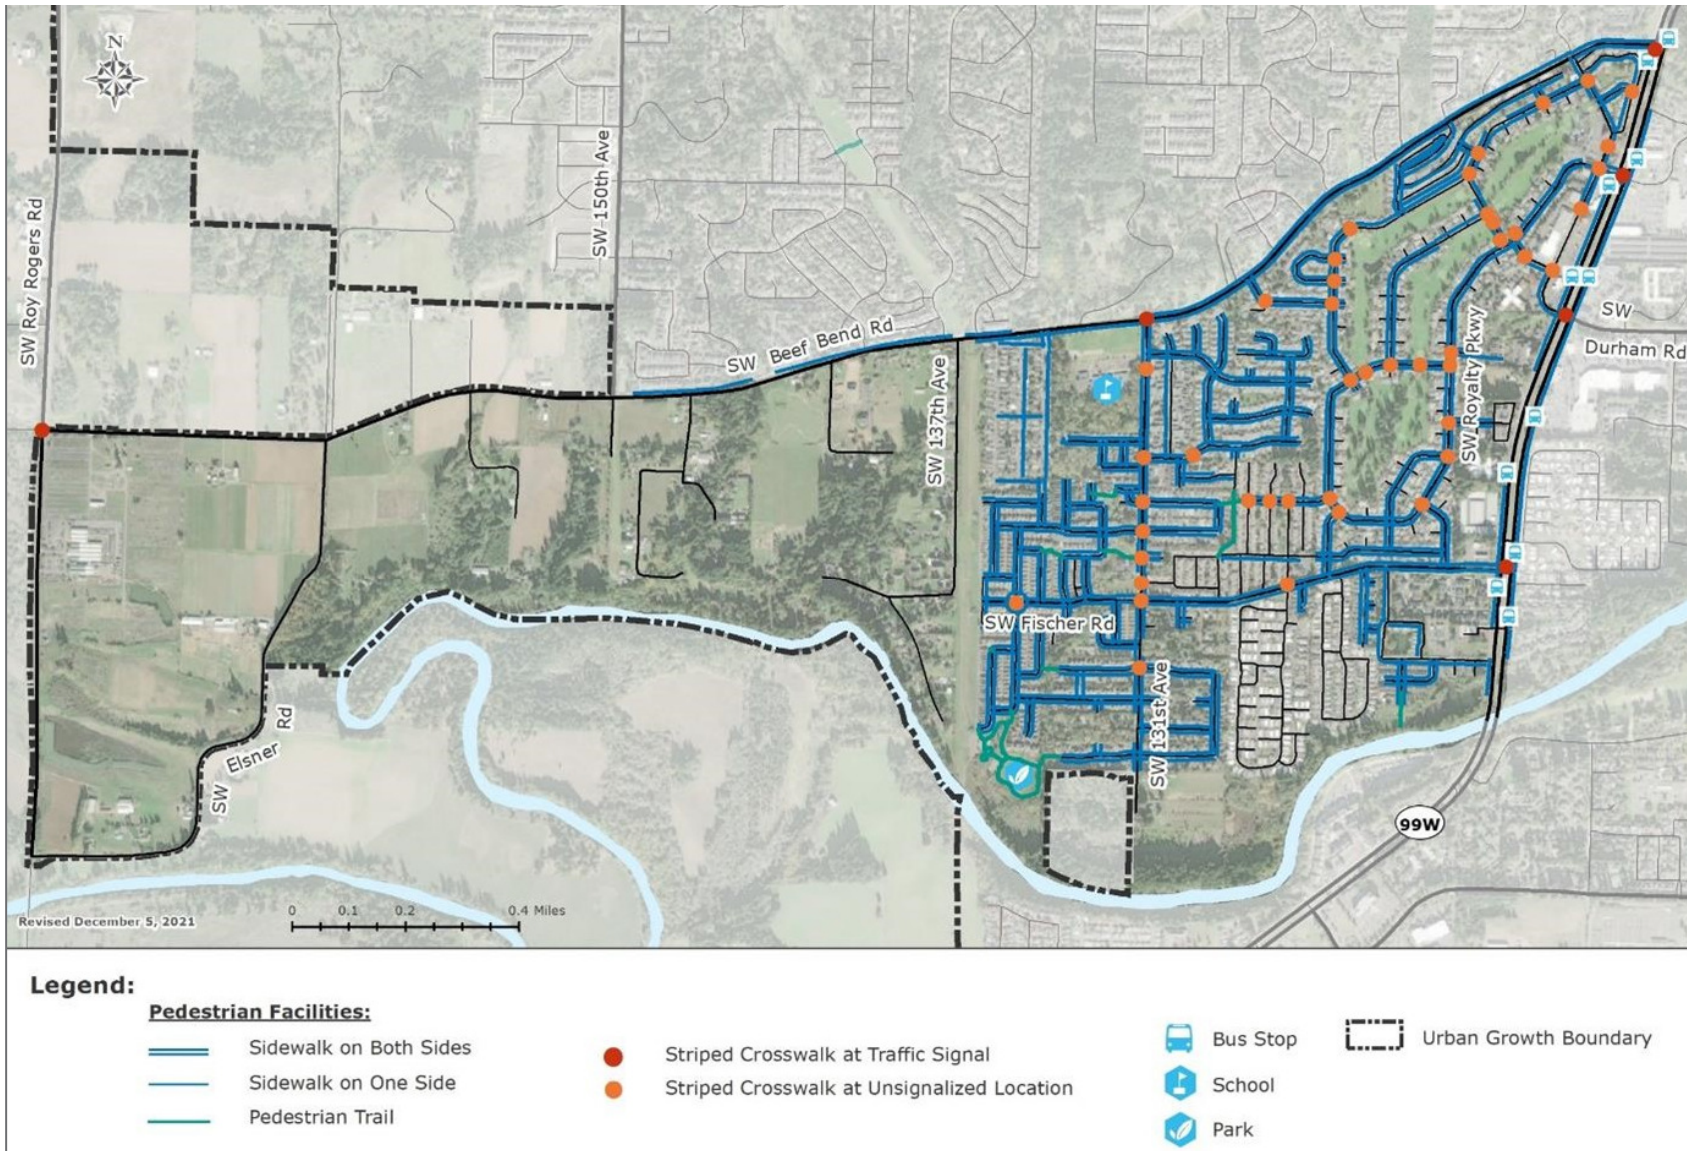 N
SW Roy Rogers Rd
SW 150th Ave
SW Beef Bend Rd
SW 137th Ave
SW Royalty Pkwy
SW
Durham Rd
SW Fischer Rd
SW 131st Ave
SW Elsner Rd
99W
0 0.1 0.2 0.4 Miles
Revised December 5, 2021
Legend:
Pedestrian Facilities:
Sidewalk on Both Sides
Sidewalk on One Side
Pedestrian Trail
Striped Crosswalk at Traffic Signal
Striped Crosswalk at Unsignalized Location
Bus Stop
School
Park
Urban Growth Boundary